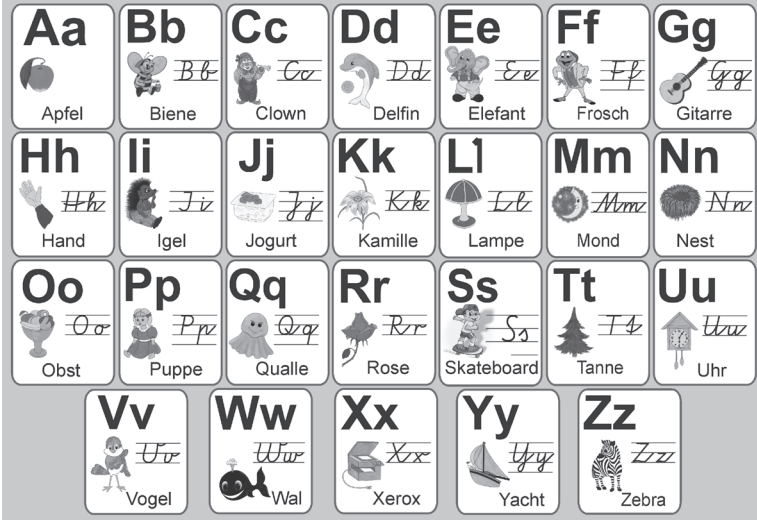 Aa Bb Cc Dd Ee Ff Gg
Bb Cc Dd Ee Ff Gg
Apfel Biene Clown Delfin Elefant Frosch Gitarre
Hh Ii Jj Kk Ll Mm Nn
Hh Ii Jj Kk Ll Mm Nn
Hand Igel Jogurt Kamille Lampe Mond Nest
Oo Pp Qq Rr Ss Tt Uu
Oo Pp Qq Rr Ss Tt Uu
Obst Puppe Qualle Rose Skateboard Tanne Uhr
Vv Ww Xx Yy Zz
Vv Ww Xx Yy Zz
Vogel Wal Xerox Yacht Zebra